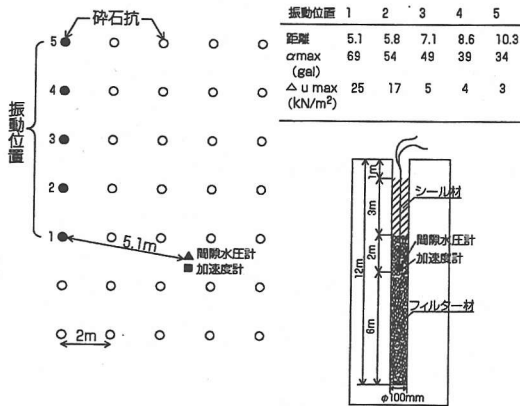 砕石抗
5
4
3
2
1
振動位置
5.1m
間隙水圧計
加速度計
2m
振動位置 1 2 3 4 5
距離 5.1 5.8 7.1 8.6 10.3
αmax 69 54 49 39 34
(gal)
Δu max 25 17 5 4 3
(kN/m²)
1m
3m
2m
6m
12m
シール材
間隙水圧計
加速度計
フィルター材
φ100mm